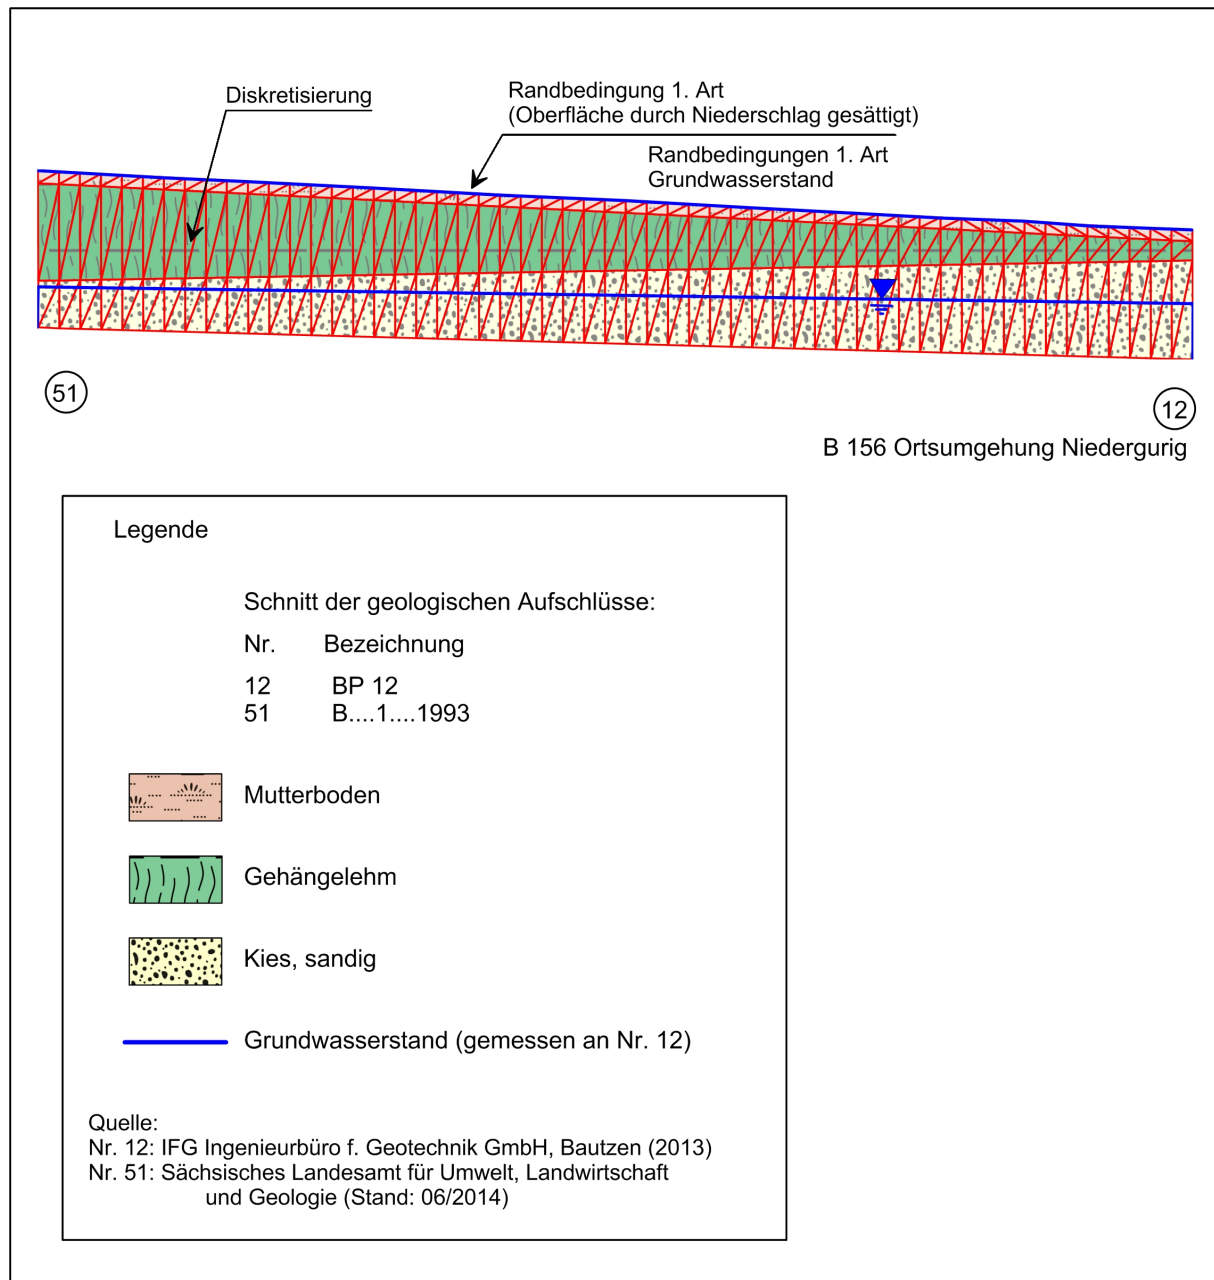 Diskretisierung
Randbedingung 1. Art
(Oberfläche durch Niederschlag gesättigt)
Randbedingungen 1. Art
Grundwasserstand
51
12
B 156 Ortsumgehung Niedergurig
Legende
Schnitt der geologischen Aufschlüsse:
Nr. Bezeichnung
12 BP 12
51 B....1....1993
Mutterboden
Gehängelehm
Kies, sandig
Grundwasserstand (gemessen an Nr. 12)
Quelle:
Nr. 12: IFG Ingenieurbüro f. Geotechnik GmbH, Bautzen (2013)
Nr. 51: Sächsisches Landesamt für Umwelt, Landwirtschaft
und Geologie (Stand: 06/2014)